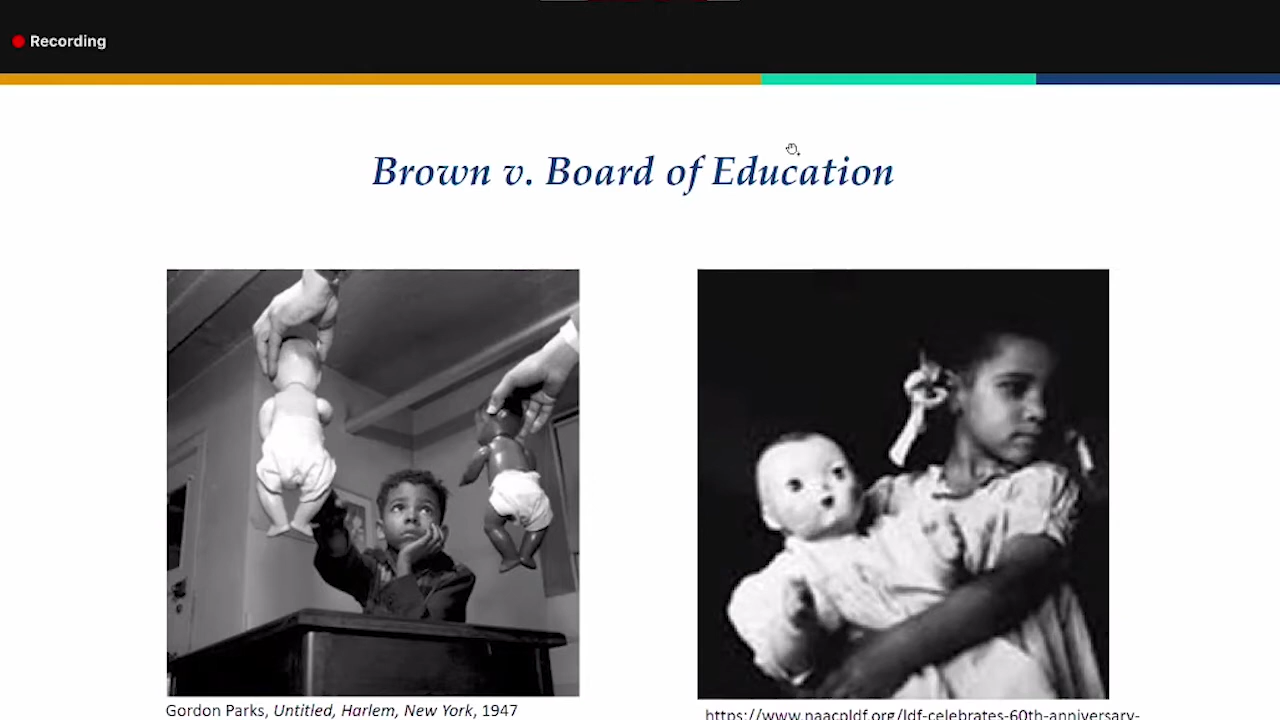 Recording
Brown v. Board of Education
Gordon Parks, Untitled, Harlem, New York, 1947
https://www.naacpldf.org/ldf-celebrates-60th-anniversary-